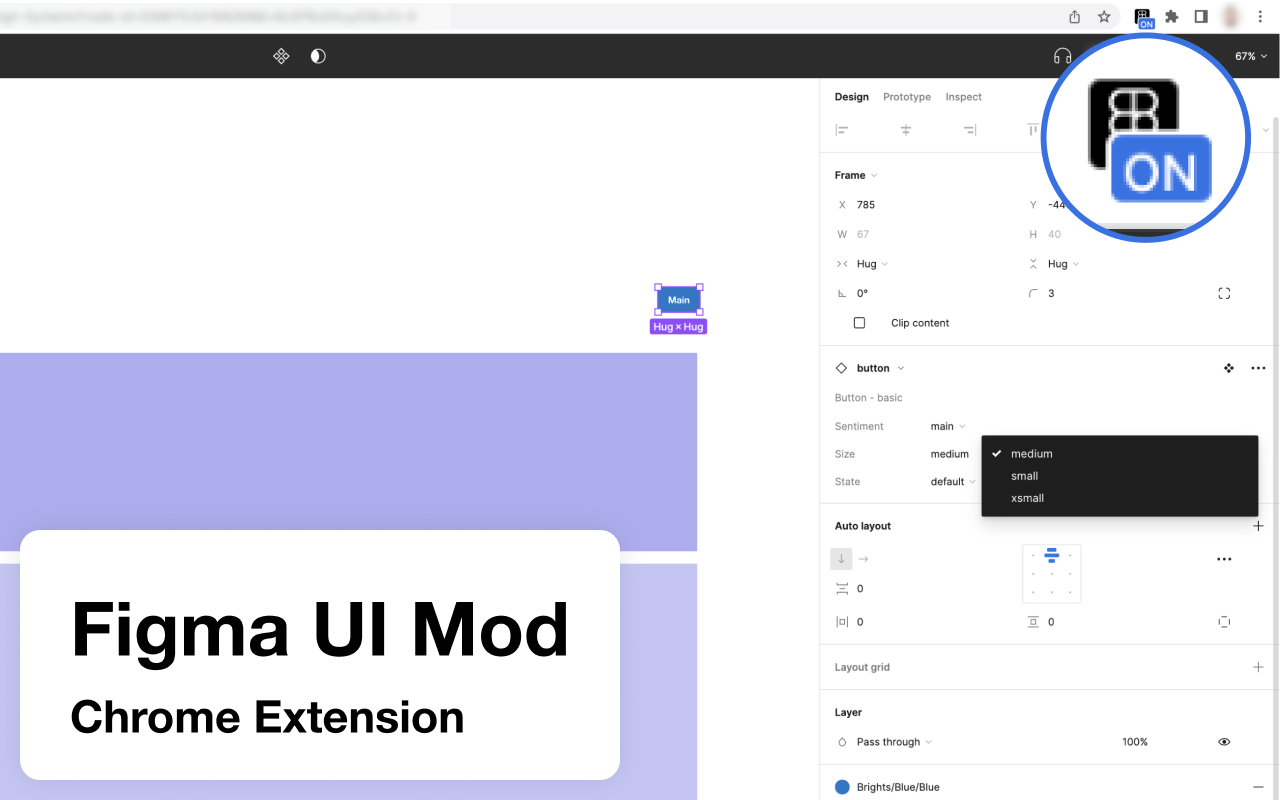 ON
67%
Design Prototype Inspect
ON
Frame
X 785 Y -44
W 67 H 40
Hug Hug
0° 3
Clip content
Main
Hug × Hug
button
Button - basic
Sentiment main
Size medium
State default
medium
small
xsmall
Auto layout
0
0 0
Layout grid
Layer
Pass through 100%
Brights/Blue/Blue
Figma UI Mod
Chrome Extension